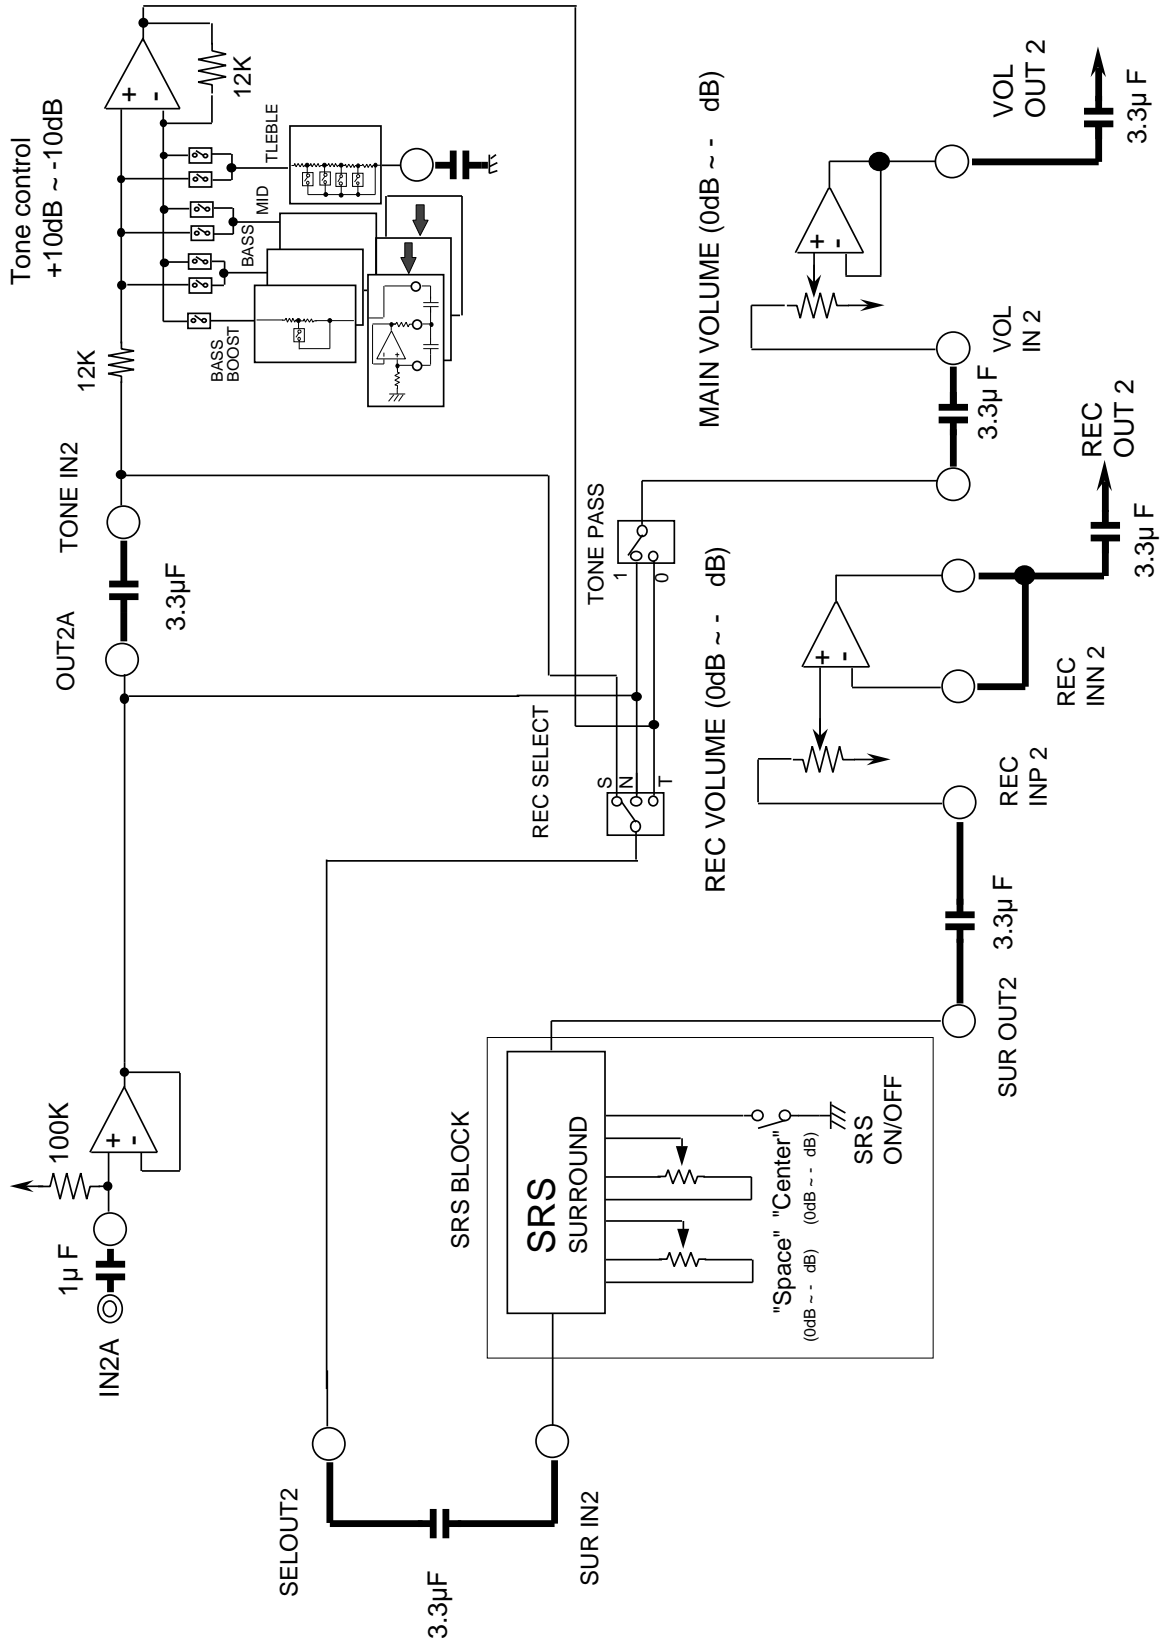 IN2A
1µ F
100K
OUT2A
3.3µF
TONE IN2
12K
Tone control
+10dB ~ -10dB
+
-
12K
BASS
BOOST
BASS
MID
TLEBLE
+
-
SELOUT2
3.3µF
SUR IN2
SRS BLOCK
SRS
SURROUND
"Space"
(0dB ~ - dB)
"Center"
(0dB ~ - dB)
SRS
ON/OFF
REC SELECT
S
N
T
TONE PASS
1
0
SUR OUT2
3.3µ F
REC
INP 2
REC VOLUME (0dB ~ - dB)
+
-
REC
INN 2
REC
OUT 2
3.3µ F
3.3µ F
VOL
IN 2
MAIN VOLUME (0dB ~ - dB)
+
-
VOL
OUT 2
3.3µ F